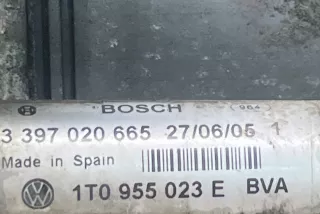 BOSCH
3 397 020 665 27/06/05 1
Made in Spain
1T0 955 023 E BVA